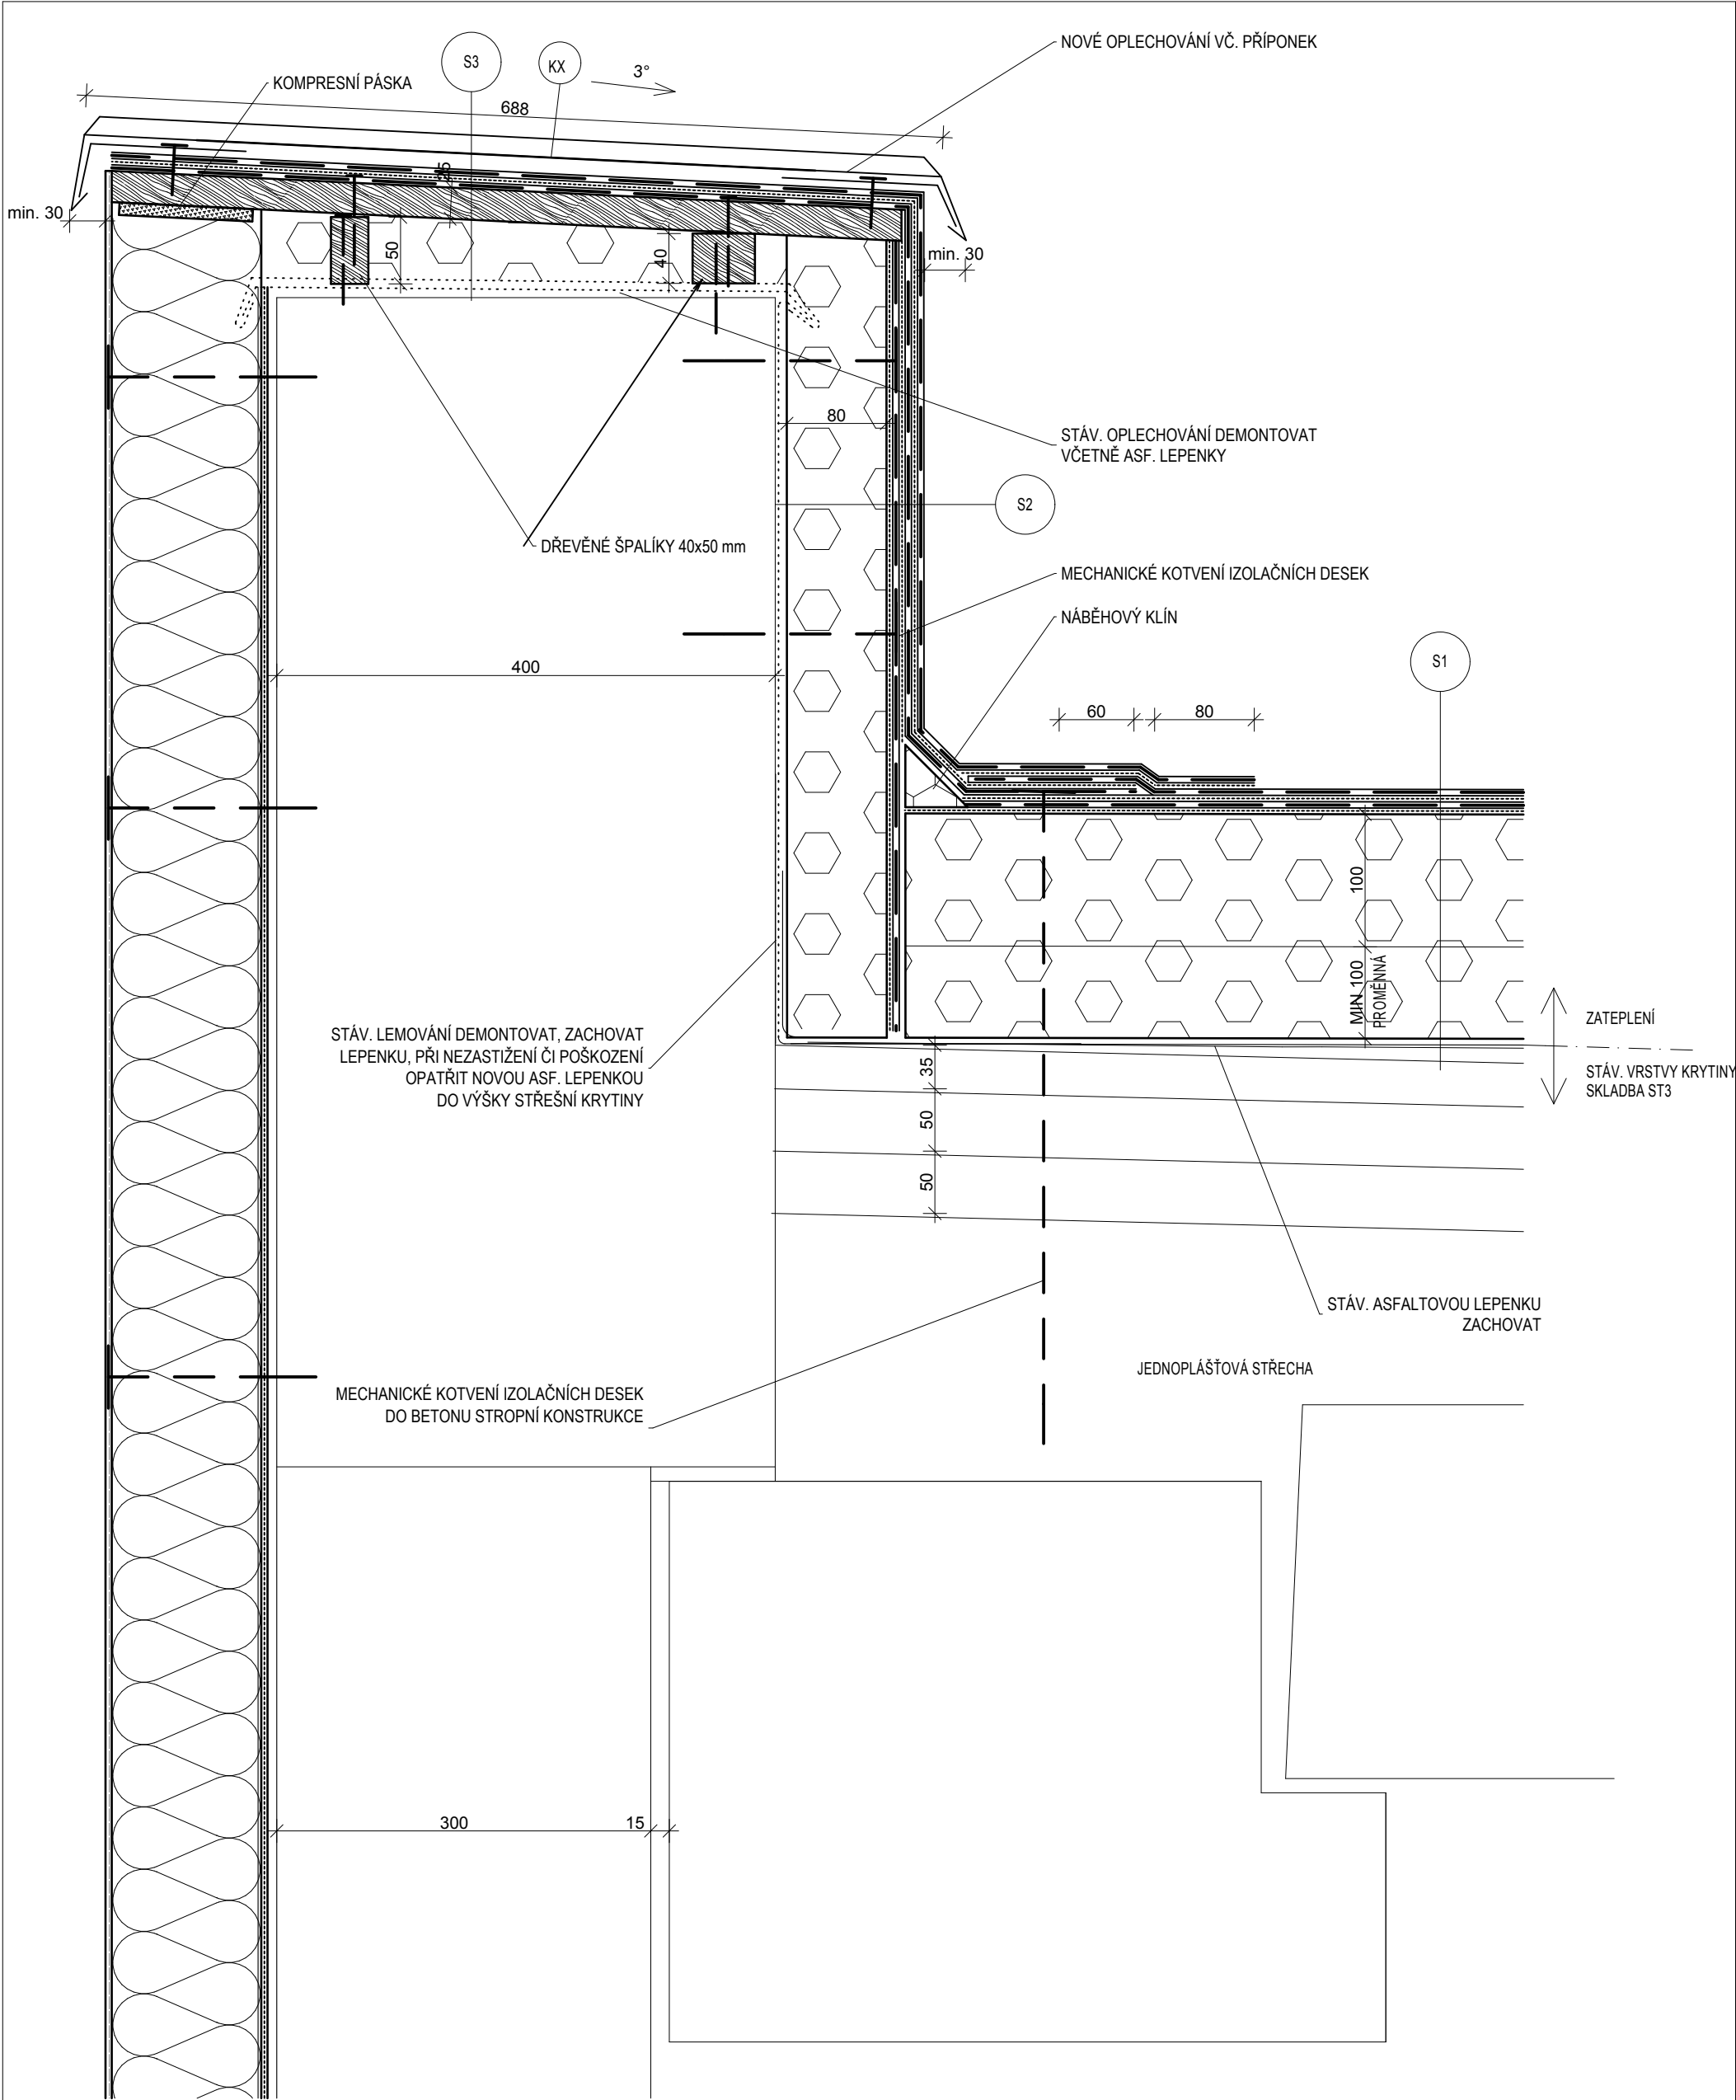 NOVÉ OPLECHOVÁNÍ VČ. PŘÍPONEK
S3
KX
3°
KOMPRESNÍ PÁSKA
688
min. 30
50
40
min. 30
80
STÁV. OPLECHOVÁNÍ DEMONTOVAT
VČETNĚ ASF. LEPENKY
S2
DŘEVĚNÉ ŠPALÍKY 40x50 mm
MECHANICKÉ KOTVENÍ IZOLAČNÍCH DESEK
NÁBĚHOVÝ KLÍN
S1
400
60
80
100
MIN 100
PROMĚNNÁ
ZATEPLENÍ
STÁV. VRSTVY KRYTINY
SKLADBA ST3
STÁV. LEMOVÁNÍ DEMONTOVAT, ZACHOVAT
LEPENKU, PŘI NEZASTIŽENÍ ČI POŠKOZENÍ
OPATŘIT NOVOU ASF. LEPENKOU
DO VÝŠKY STŘEŠNÍ KRYTINY
35
50
50
STÁV. ASFALTOVOU LEPENKU
ZACHOVAT
JEDNOPLÁŠŤOVÁ STŘECHA
MECHANICKÉ KOTVENÍ IZOLAČNÍCH DESEK
DO BETONU STROPNÍ KONSTRUKCE
300
15